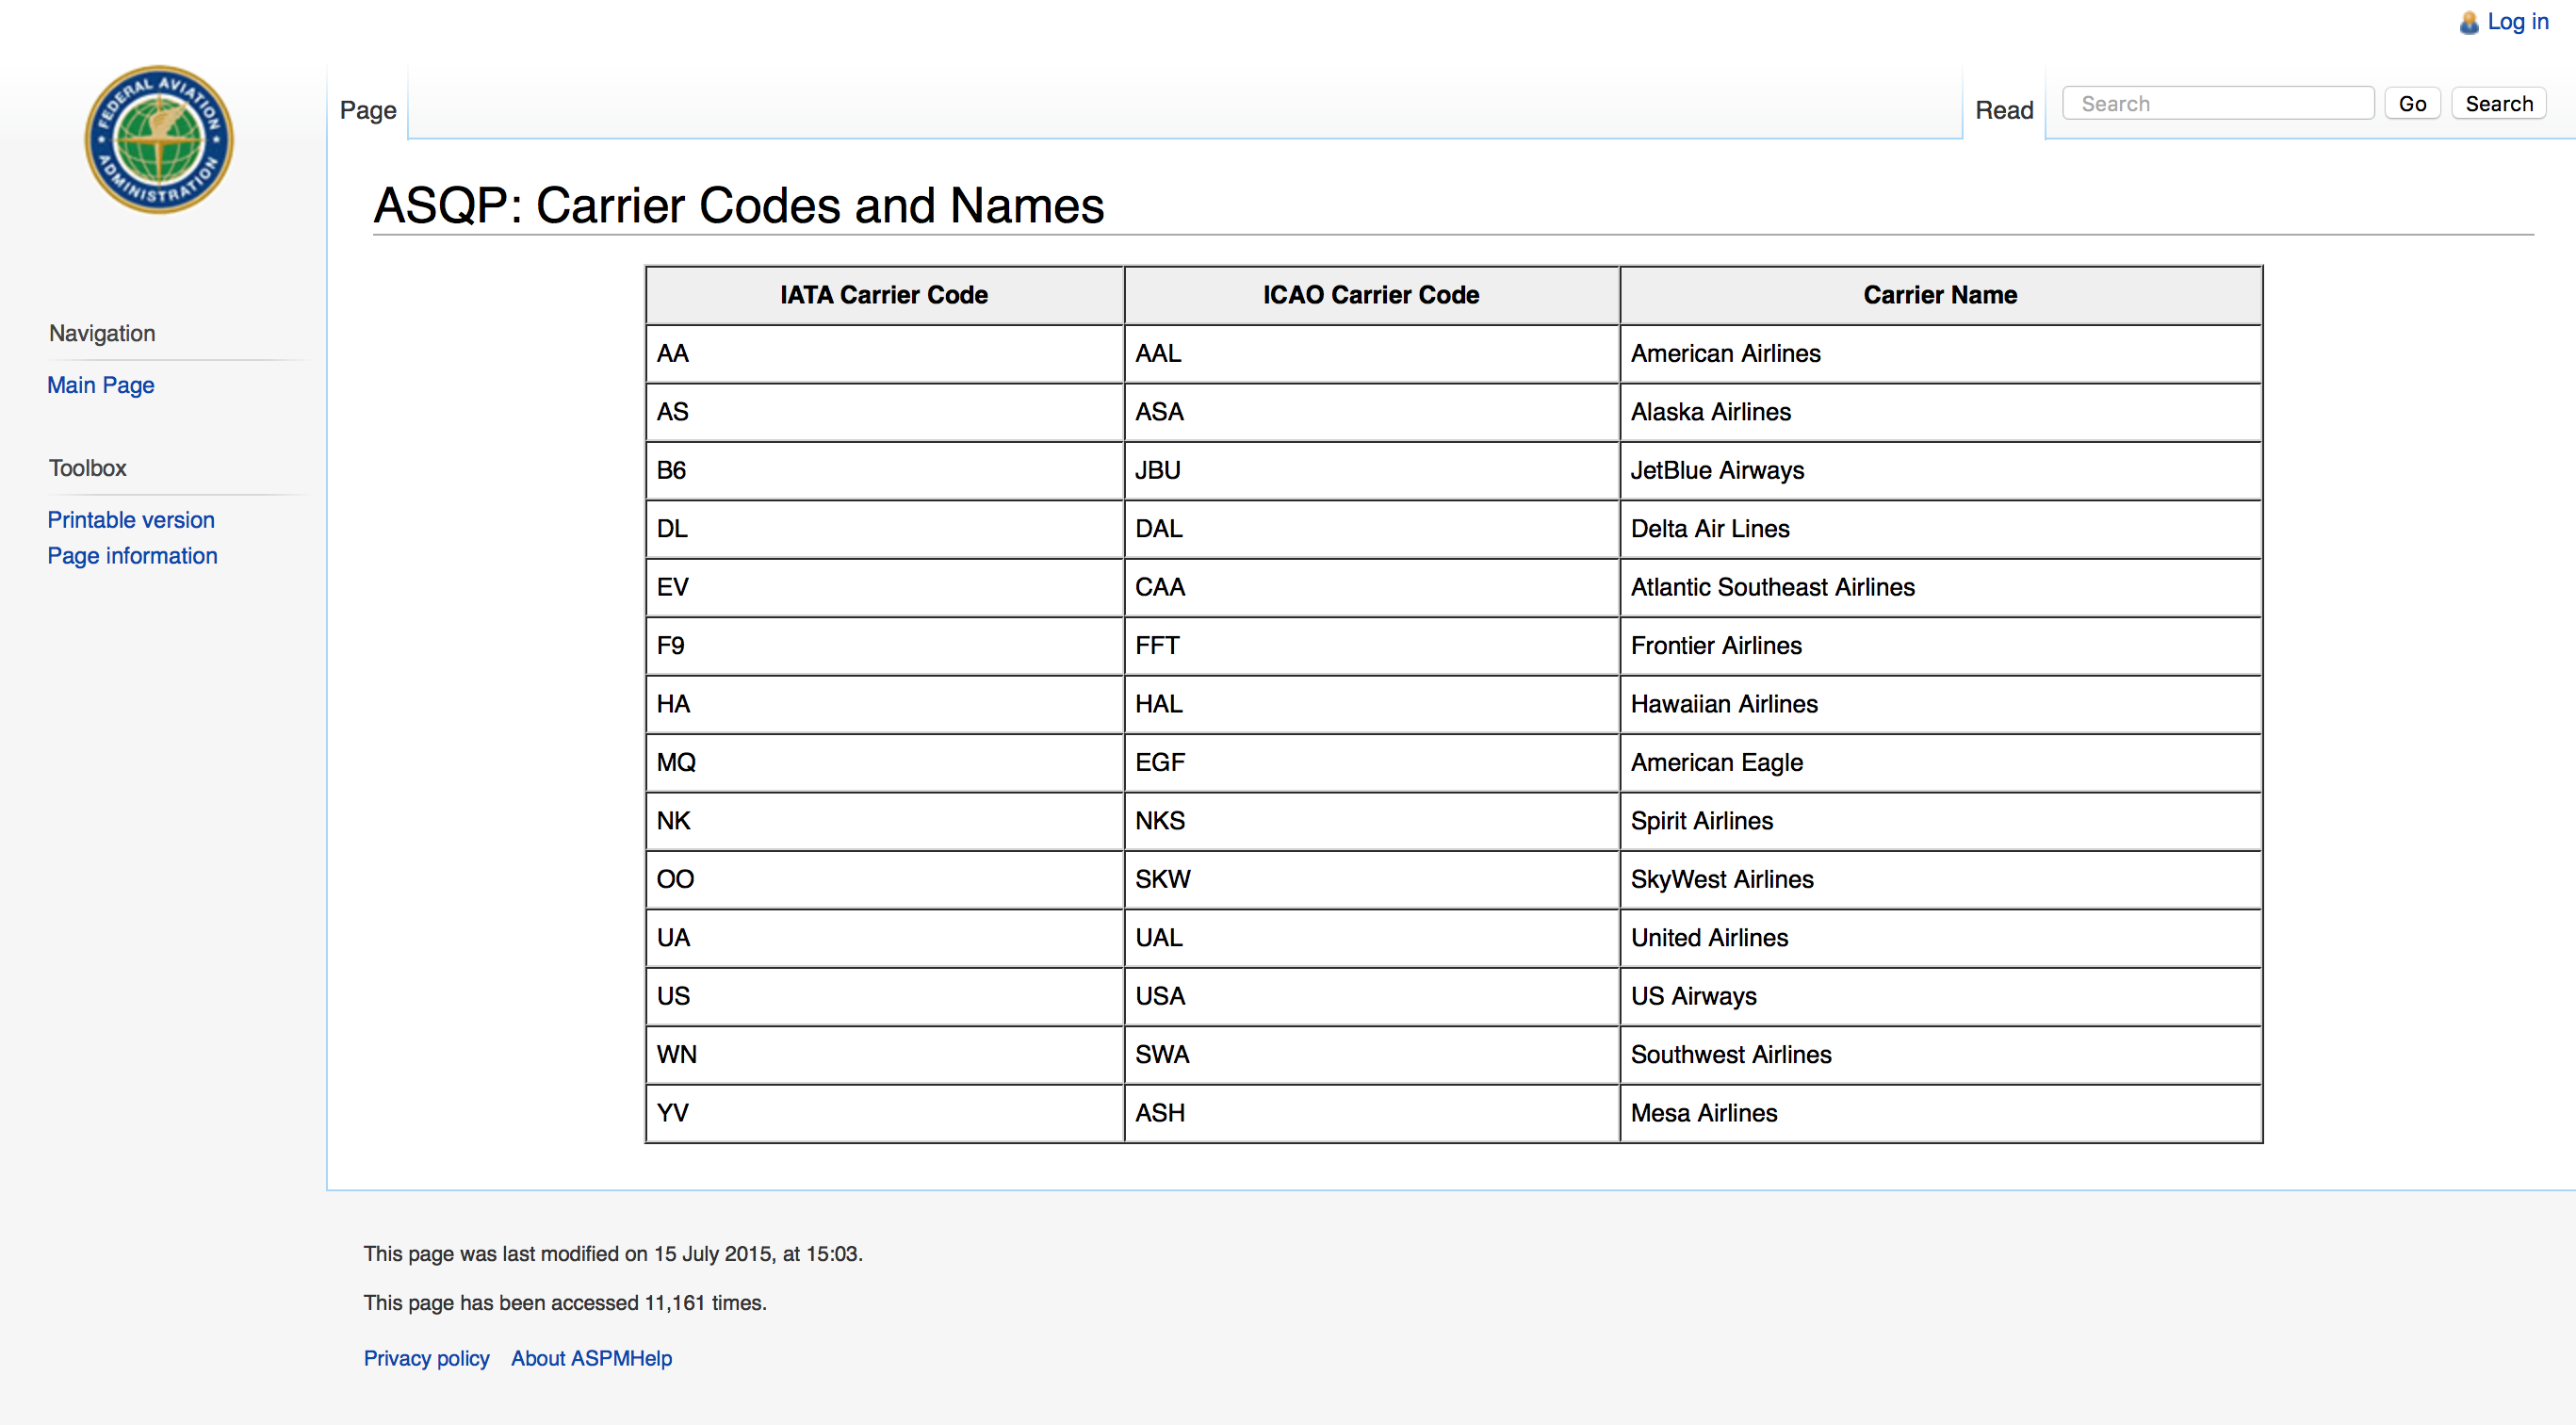 Log in
FEDERAL AVIATION ADMINISTRATION
Page
Read
Search
Go
Search
ASQP: Carrier Codes and Names
Navigation
Main Page
Toolbox
Printable version
Page information
IATA Carrier Code ICAO Carrier Code Carrier Name
AA AAL American Airlines
AS ASA Alaska Airlines
B6 JBU JetBlue Airways
DL DAL Delta Air Lines
EV CAA Atlantic Southeast Airlines
F9 FFT Frontier Airlines
HA HAL Hawaiian Airlines
MQ EGF American Eagle
NK NKS Spirit Airlines
OO SKW SkyWest Airlines
UA UAL United Airlines
US USA US Airways
WN SWA Southwest Airlines
YV ASH Mesa Airlines
This page was last modified on 15 July 2015, at 15:03.
This page has been accessed 11,161 times.
Privacy policy About ASPMHelp